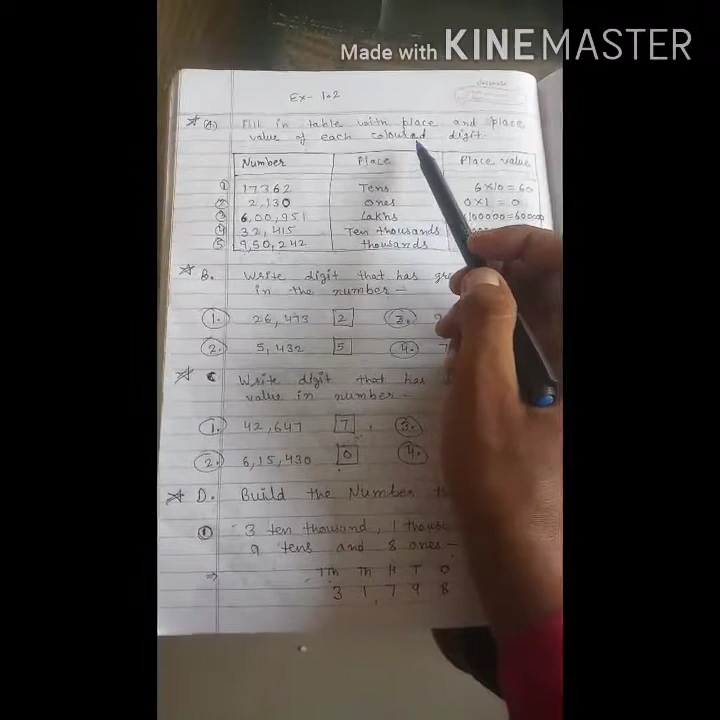 Made with KINEMASTER
Ex- 1.2
(A) Fill in table with place and place
value of each coloured digit-
Number Place Place value
① 17362 Tens 6×10=60
② 2,130 ones 0×1=0
③ 6,00,951 Lakhs 100000=600000
④ 32,415 Ten thousands
⑤ 9,50,242 thousands
B. Write digit that has
in the number-
1. 26,473 2
2. 5,432 5 4. 7
C Write digit that has
value in number-
1. 42,647 7, 3.
2. 6,15,430 0 4.
D. Build the Number
① 3 ten thousand, 1
9 tens and 8 ones-
⇒ TTh Th H T O
3 1 7 9 8